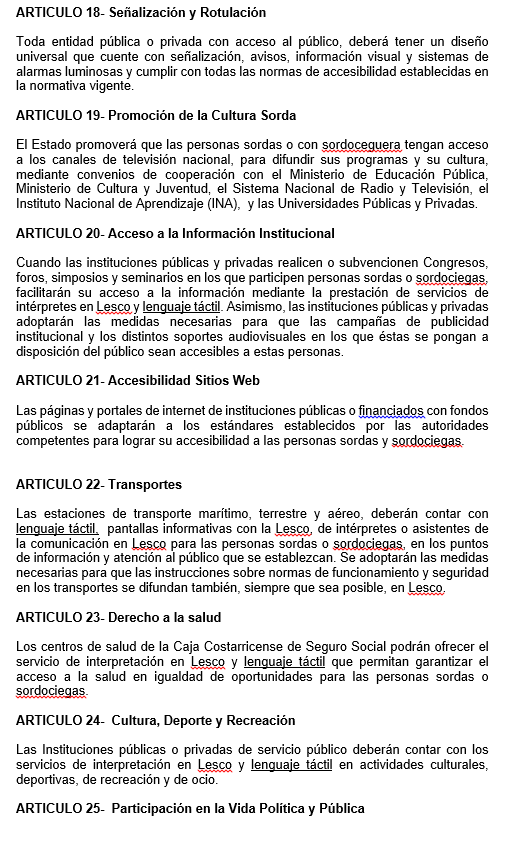 ARTICULO 18- Señalización y Rotulación
Toda entidad pública o privada con acceso al público, deberá tener un diseño
universal que cuente con señalización, avisos, información visual y sistemas de
alarmas luminosas y cumplir con todas las normas de accesibilidad establecidas en
la normativa vigente.
ARTICULO 19- Promoción de la Cultura Sorda
El Estado promoverá que las personas sordas o con sordoceguera tengan acceso
a los canales de televisión nacional, para difundir sus programas y su cultura,
mediante convenios de cooperación con el Ministerio de Educación Pública,
Ministerio de Cultura y Juventud, el Sistema Nacional de Radio y Televisión, el
Instituto Nacional de Aprendizaje (INA),  y las Universidades Públicas y Privadas.
ARTICULO 20- Acceso a la Información Institucional
Cuando las instituciones públicas y privadas realicen o subvencionen Congresos,
foros, simposios y seminarios en los que participen personas sordas o sordociegas,
facilitarán su acceso a la información mediante la prestación de servicios de
intérpretes en Lesco y lenguaje táctil. Asimismo, las instituciones públicas y privadas
adoptarán las medidas necesarias para que las campañas de publicidad
institucional y los distintos soportes audiovisuales en los que éstas se pongan a
disposición del público sean accesibles a estas personas.
ARTICULO 21- Accesibilidad Sitios Web
Las páginas y portales de internet de instituciones públicas o financiados con fondos
públicos se adaptarán a los estándares establecidos por las autoridades
competentes para lograr su accesibilidad a las personas sordas y sordociegas.
ARTICULO 22- Transportes
Las estaciones de transporte marítimo, terrestre y aéreo, deberán contar con
lenguaje táctil,  pantallas informativas con la Lesco, de intérpretes o asistentes de
la comunicación en Lesco para las personas sordas o sordociegas, en los puntos
de información y atención al público que se establezcan. Se adoptarán las medidas
necesarias para que las instrucciones sobre normas de funcionamiento y seguridad
en los transportes se difundan también, siempre que sea posible, en Lesco.
ARTICULO 23- Derecho a la salud
Los centros de salud de la Caja Costarricense de Seguro Social podrán ofrecer el
servicio de interpretación en Lesco y lenguaje táctil que permitan garantizar el
acceso a la salud en igualdad de oportunidades para las personas sordas o
sordociegas.
ARTICULO 24-  Cultura, Deporte y Recreación
Las Instituciones públicas o privadas de servicio público deberán contar con los
servicios de interpretación en Lesco y lenguaje táctil en actividades culturales,
deportivas, de recreación y de ocio.
ARTICULO 25-  Participación en la Vida Política y Pública